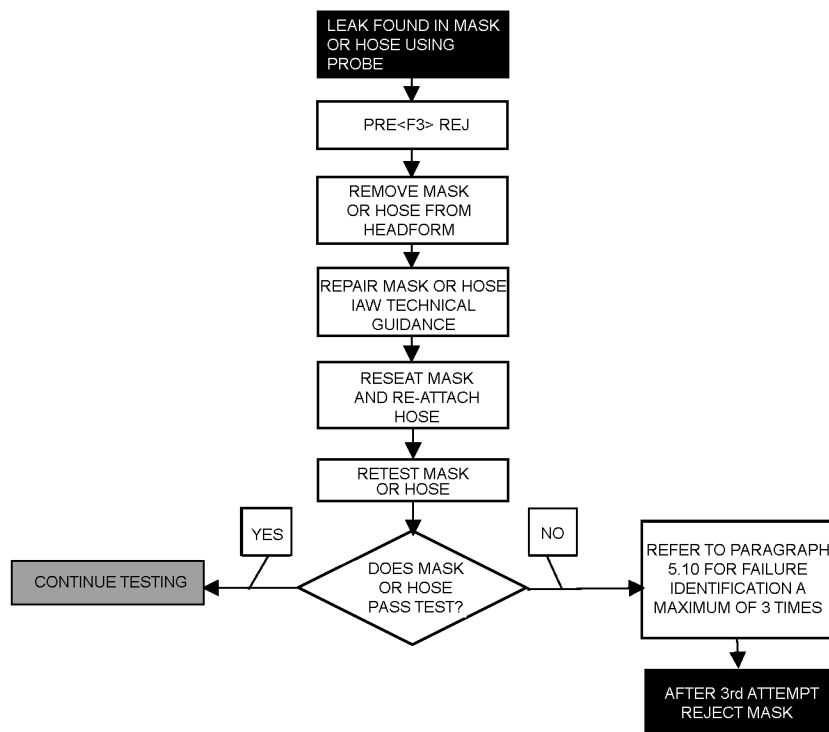 LEAK FOUND IN MASK
OR HOSE USING
PROBE
PRE<F3> REJ
REMOVE MASK
OR HOSE FROM
HEADFORM
REPAIR MASK OR HOSE
IAW TECHNICAL
GUIDANCE
RESEAT MASK
AND RE-ATTACH
HOSE
RETEST MASK
OR HOSE
YES
NO
CONTINUE TESTING
DOES MASK
OR HOSE
PASS TEST?
REFER TO PARAGRAPH
5.10 FOR FAILURE
IDENTIFICATION A
MAXIMUM OF 3 TIMES
AFTER 3rd ATTEMPT
REJECT MASK